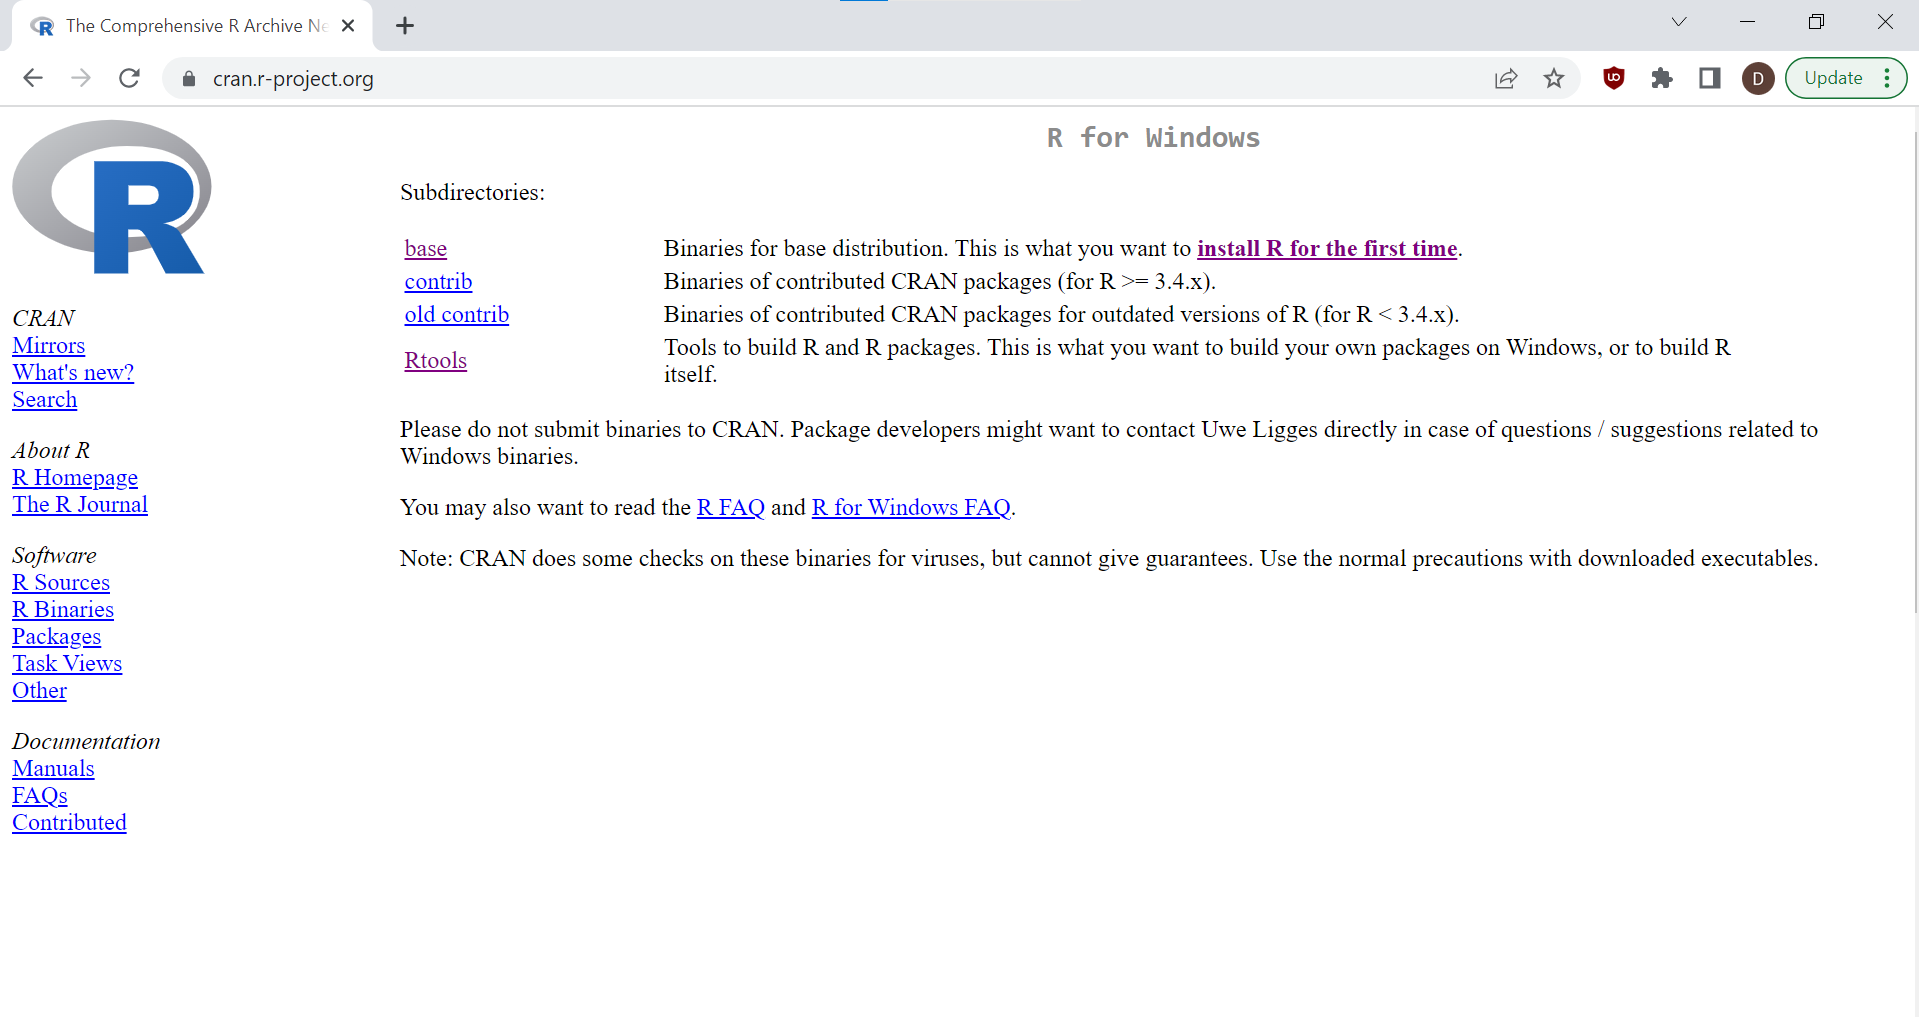 The Comprehensive R Archive Ne
cran.r-project.org
D
Update
R for Windows
R
CRAN
Mirrors
What's new?
Search
About R
R Homepage
The R Journal
Software
R Sources
R Binaries
Packages
Task Views
Other
Documentation
Manuals
FAQs
Contributed
Subdirectories:
base Binaries for base distribution. This is what you want to install R for the first time.
contrib Binaries of contributed CRAN packages (for R >= 3.4.x).
old contrib Binaries of contributed CRAN packages for outdated versions of R (for R < 3.4.x).
Rtools Tools to build R and R packages. This is what you want to build your own packages on Windows, or to build R
itself.
Please do not submit binaries to CRAN. Package developers might want to contact Uwe Ligges directly in case of questions / suggestions related to
Windows binaries.
You may also want to read the R FAQ and R for Windows FAQ.
Note: CRAN does some checks on these binaries for viruses, but cannot give guarantees. Use the normal precautions with downloaded executables.